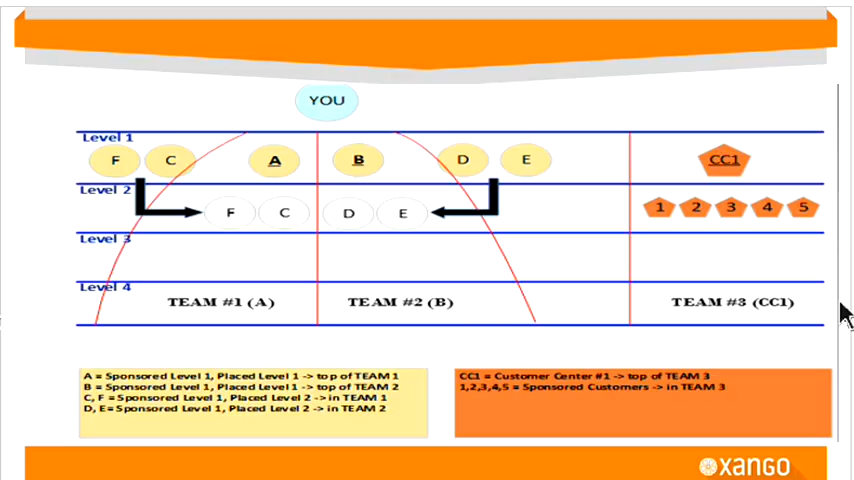 YOU
Level 1
F C A B D E CC1
Level 2
F C D E 1 2 3 4 5
Level 3
Level 4
TEAM #1 (A) TEAM #2 (B) TEAM #3 (CC1)
A = Sponsored Level 1, Placed Level 1 -> top of TEAM 1
B = Sponsored Level 1, Placed Level 1 -> top of TEAM 2
C, F = Sponsored Level 1, Placed Level 2 -> in TEAM 1
D, E= Sponsored Level 1, Placed Level 2 -> in TEAM 2
CC1 = Customer Center #1 -> top of TEAM 3
1,2,3,4,5 = Sponsored Customers -> in TEAM 3
xango